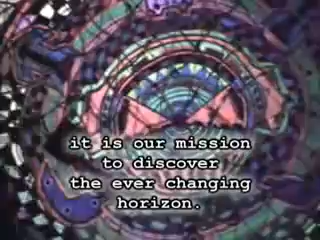 it is our mission
to discover
the ever changing
horizon.